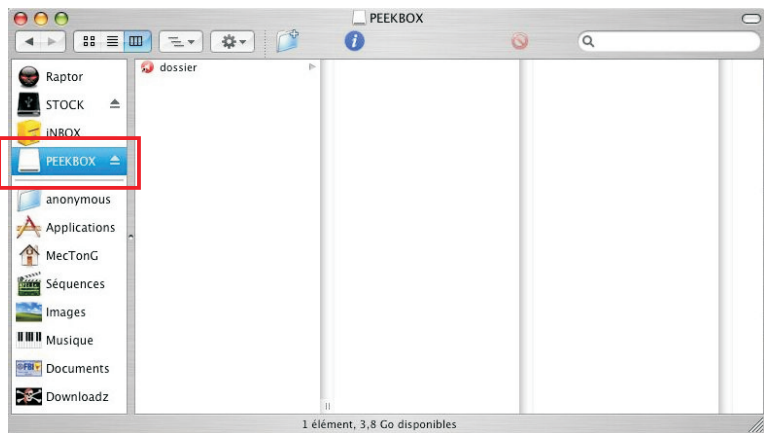 PEEKBOX
Raptor
dossier
STOCK
iNBOX
PEEKBOX
anonymous
Applications
MecTonG
Séquences
Images
Musique
Documents
Downloadz
1 élément, 3,8 Go disponibles